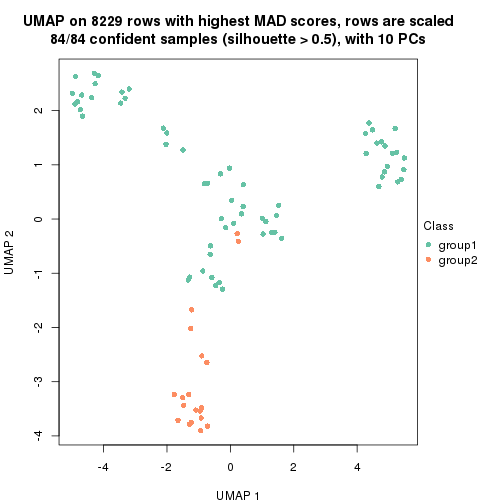 UMAP on 8229 rows with highest MAD scores, rows are scaled
84/84 confident samples (silhouette > 0.5), with 10 PCs
2
1
0
-1
-2
-3
-4
UMAP 2
-4
-2
0
2
4
UMAP 1
Class
group1
group2